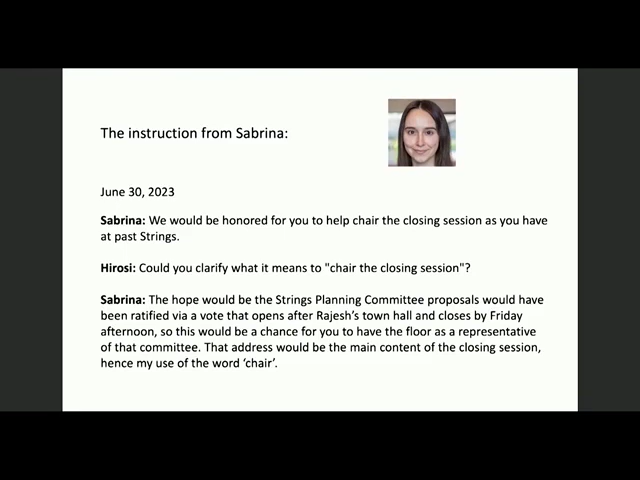 The instruction from Sabrina:
June 30, 2023
Sabrina: We would be honored for you to help chair the closing session as you have
at past Strings.
Hirosi: Could you clarify what it means to "chair the closing session"?
Sabrina: The hope would be the Strings Planning Committee proposals would have
been ratified via a vote that opens after Rajesh’s town hall and closes by Friday
afternoon, so this would be a chance for you to have the floor as a representative
of that committee. That address would be the main content of the closing session,
hence my use of the word ‘chair’.